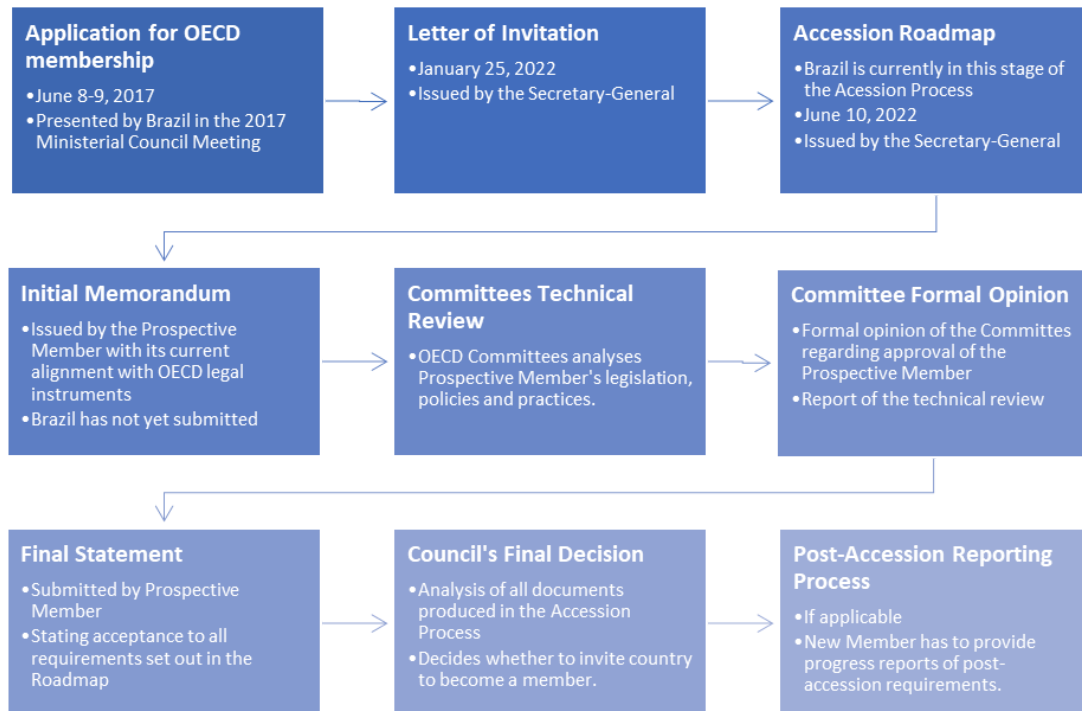 Application for OECD
membership
•June 8-9, 2017
•Presented by Brazil in the 2017
Ministerial Council Meeting
Letter of Invitation
•January 25, 2022
•Issued by the Secretary-General
Accession Roadmap
•Brazil is currently in this stage of
the Acession Process
•June 10, 2022
•Issued by the Secretary-General
Initial Memorandum
•Issued by the Prospective
Member with its current
alignment with OECD legal
instruments
•Brazil has not yet submitted
Committees Technical
Review
•OECD Committees analyses
Prospective Member's legislation,
policies and practices.
Committee Formal Opinion
•Formal opinion of the Committes
regarding approval of the
Prospective Member
•Report of the technical review
Final Statement
•Submitted by Prospective
Member
•Stating acceptance to all
requirements set out in the
Roadmap
Council's Final Decision
•Analysis of all documents
produced in the Accession
Process
•Decides whether to invite country
to become a member.
Post-Accession Reporting
Process
•If applicable
•New Member has to provide
progress reports of post-
accession requirements.